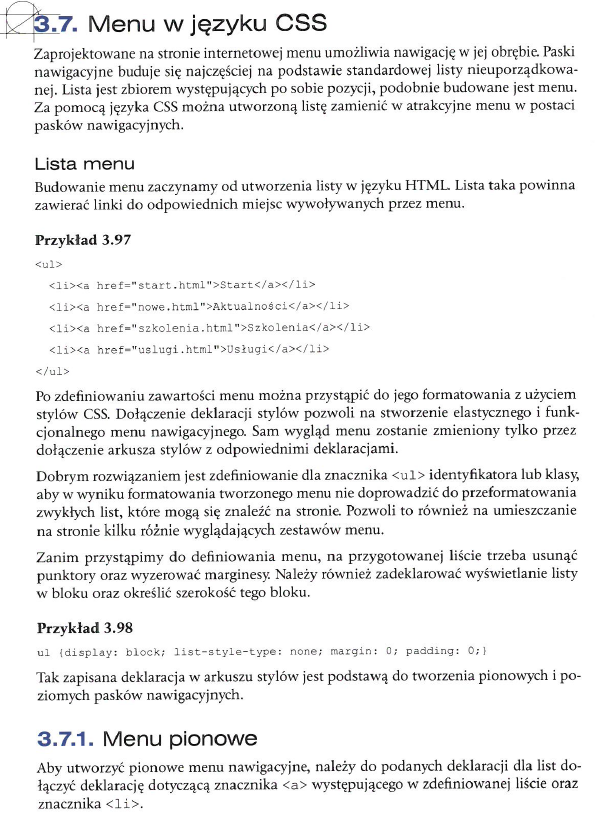 3.7. Menu w języku CSS
Zaprojektowane na stronie internetowej menu umożliwia nawigację w jej obrębie. Paski
nawigacyjne buduje się najczęściej na podstawie standardowej listy nieuporządkowa-
nej. Lista jest zbiorem występujących po sobie pozycji, podobnie budowane jest menu.
Za pomocą języka CSS można utworzoną listę zamienić w atrakcyjne menu w postaci
pasków nawigacyjnych.
Lista menu
Budowanie menu zaczynamy od utworzenia listy w języku HTML. Lista taka powinna
zawierać linki do odpowiednich miejsc wywoływanych przez menu.
Przykład 3.97
<ul>
<li><a href="start.html">Start</a></li>
<li><a href="nowe.html">Aktualności</a></li>
<li><a href="szkolenia.html">Szkolenia</a></li>
<li><a href="uslugi.html">Usługi</a></li>
</ul>
Po zdefiniowaniu zawartości menu można przystąpić do jego formatowania z użyciem
stylów CSS. Dołączenie deklaracji stylów pozwoli na stworzenie elastycznego i funk-
cjonalnego menu nawigacyjnego. Sam wygląd menu zostanie zmieniony tylko przez
dołączenie arkusza stylów z odpowiednimi deklaracjami.
Dobrym rozwiązaniem jest zdefiniowanie dla znacznika <ul> identyfikatora lub klasy,
aby w wyniku formatowania tworzonego menu nie doprowadzić do przeformatowania
zwykłych list, które mogą się znaleźć na stronie. Pozwoli to również na umieszczanie
na stronie kilku różnie wyglądających zestawów menu.
Zanim przystąpimy do definiowania menu, na przygotowanej liście trzeba usunąć
punktory oraz wyzerować marginesy. Należy również zadeklarować wyświetlanie listy
w bloku oraz określić szerokość tego bloku.
Przykład 3.98
ul {display: block; list-style-type: none; margin: 0; padding: 0;}
Tak zapisana deklaracja w arkuszu stylów jest podstawą do tworzenia pionowych i po-
ziomych pasków nawigacyjnych.
3.7.1. Menu pionowe
Aby utworzyć pionowe menu nawigacyjne, należy do podanych deklaracji dla list do-
łączyć deklarację dotyczącą znacznika <a> występującego w zdefiniowanej liście oraz
znacznika <li>.